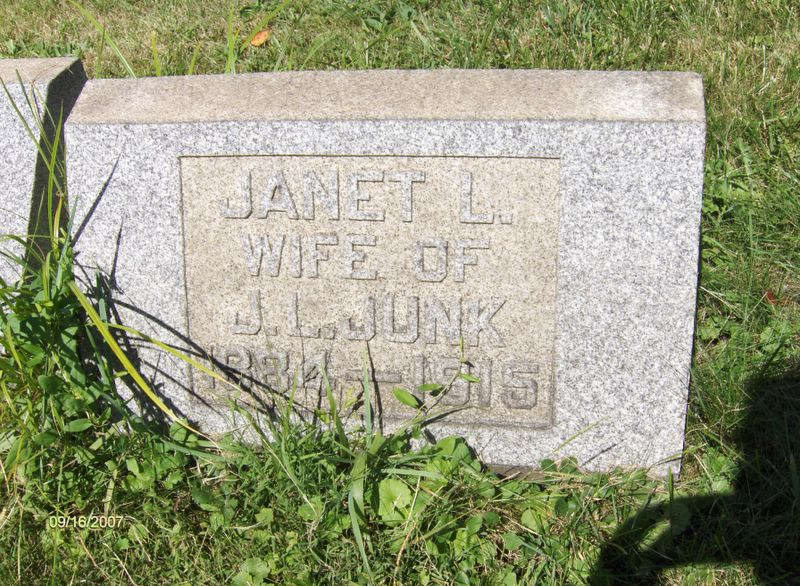 JANET L.
WIFE OF
J.L.JUNK
1884 — 1915
09/16/2007